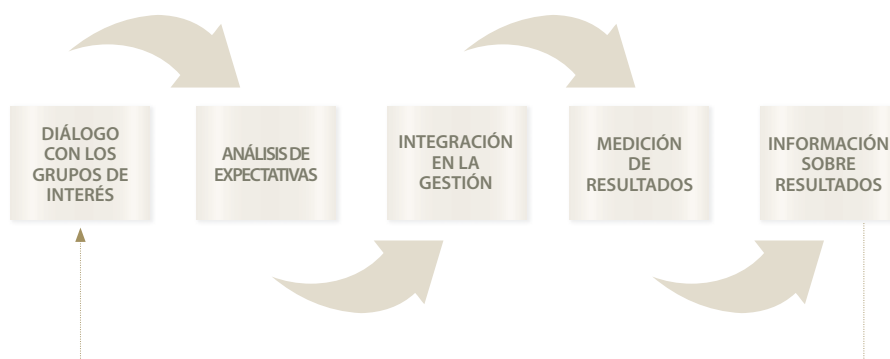 DIÁLOGO
CON LOS
GRUPOS DE
INTERÉS
ANÁLISIS DE
EXPECTATIVAS
INTEGRACIÓN
EN LA
GESTIÓN
MEDICIÓN
DE
RESULTADOS
INFORMACIÓN
SOBRE
RESULTADOS